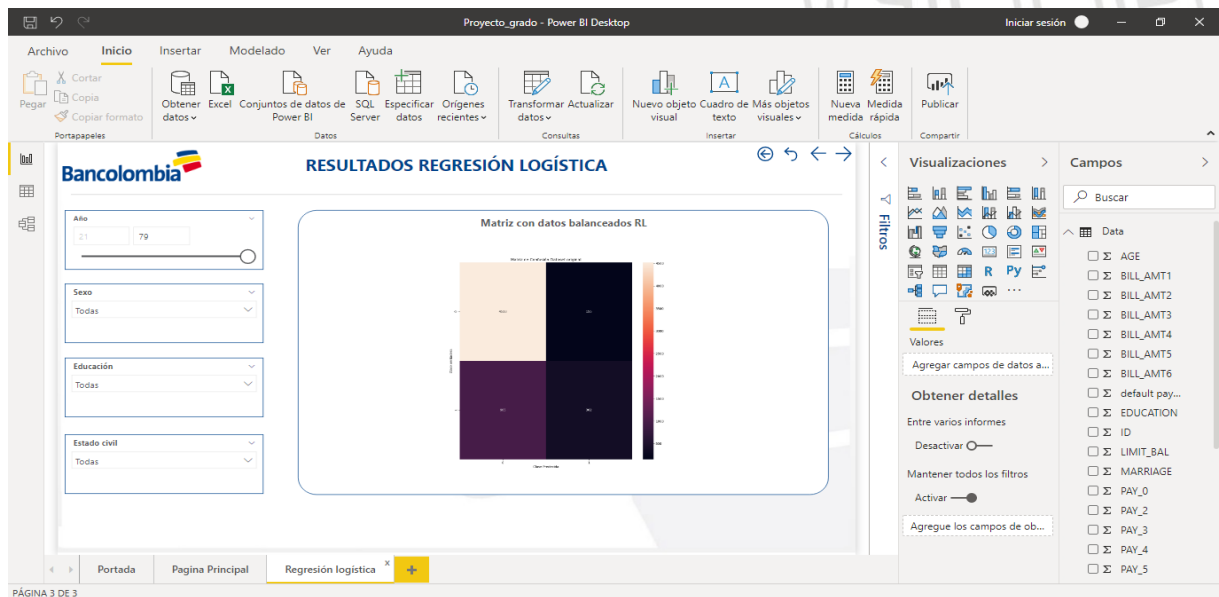 Proyecto_grado - Power BI Desktop
Iniciar sesión
Archivo Inicio Insertar Modelado Ver Ayuda
Pegar
Cortar
Copia
Copiar formato
Portapapeles
Obtener datos
Excel
Conjuntos de datos de Power BI
SQL Server
Especificar datos
Orígenes recientes
Datos
Transformar datos
Actualizar
Consultas
Nuevo objeto visual
Cuadro de texto
Más objetos visuales
Insertar
Nueva medida
Medida rápida
Cálculos
Publicar
Compartir
Bancolombia
RESULTADOS REGRESIÓN LOGÍSTICA
Año
21 79
Sexo
Todas
Educación
Todas
Estado civil
Todas
Matriz con datos balanceados RL
Filtros
Visualizaciones
R Py
Valores
Agregar campos de datos a...
Obtener detalles
Entre varios informes
Desactivar
Mantener todos los filtros
Activar
Agregue los campos de ob...
Campos
Buscar
Data
Σ AGE
Σ BILL_AMT1
Σ BILL_AMT2
Σ BILL_AMT3
Σ BILL_AMT4
Σ BILL_AMT5
Σ BILL_AMT6
Σ default pay...
Σ EDUCATION
Σ ID
Σ LIMIT_BAL
Σ MARRIAGE
Σ PAY_0
Σ PAY_2
Σ PAY_3
Σ PAY_4
Σ PAY_5
Portada Pagina Principal Regresión logística
PÁGINA 3 DE 3